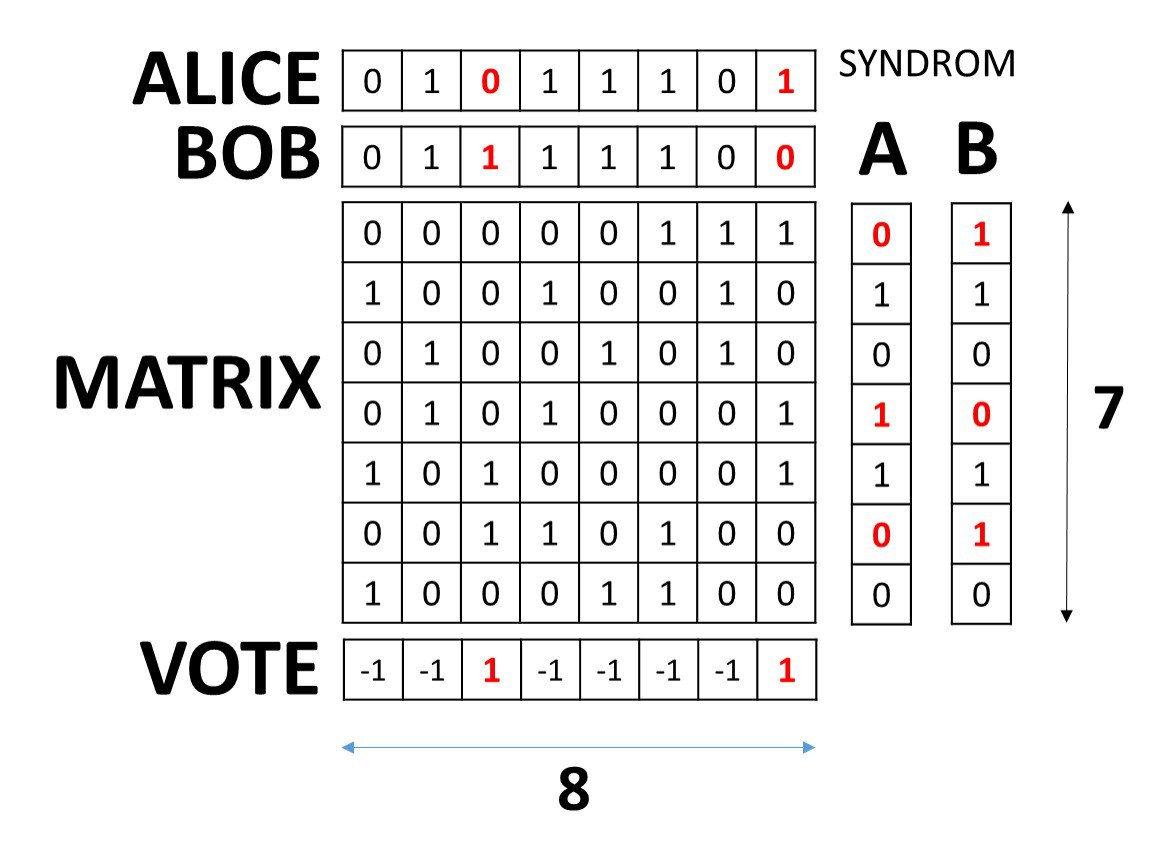 ALICE 0 1 0 1 1 1 0 1 SYNDROM
BOB 0 1 1 1 1 1 0 0 A B
MATRIX
0 0 0 0 0 1 1 1 0 1
1 0 0 1 0 0 1 0 1 1
0 1 0 0 1 0 1 0 0 0
0 1 0 1 0 0 0 1 1 0
1 0 1 0 0 0 0 1 1 1
0 0 1 1 0 1 0 0 0 1
1 0 0 0 1 1 0 0 0 0
7
VOTE -1 -1 1 -1 -1 -1 -1 1
8